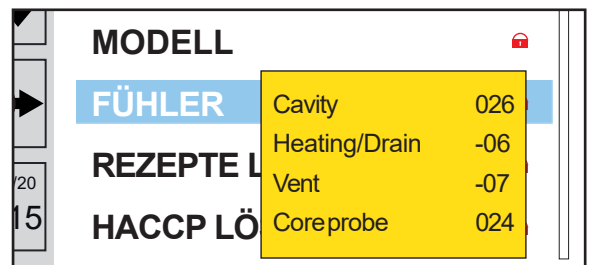 MODELL
FÜHLER
Cavity 026
Heating/Drain -06
REZEPTE L
Vent -07
/20
15
HACCP LÖ
Coreprobe 024